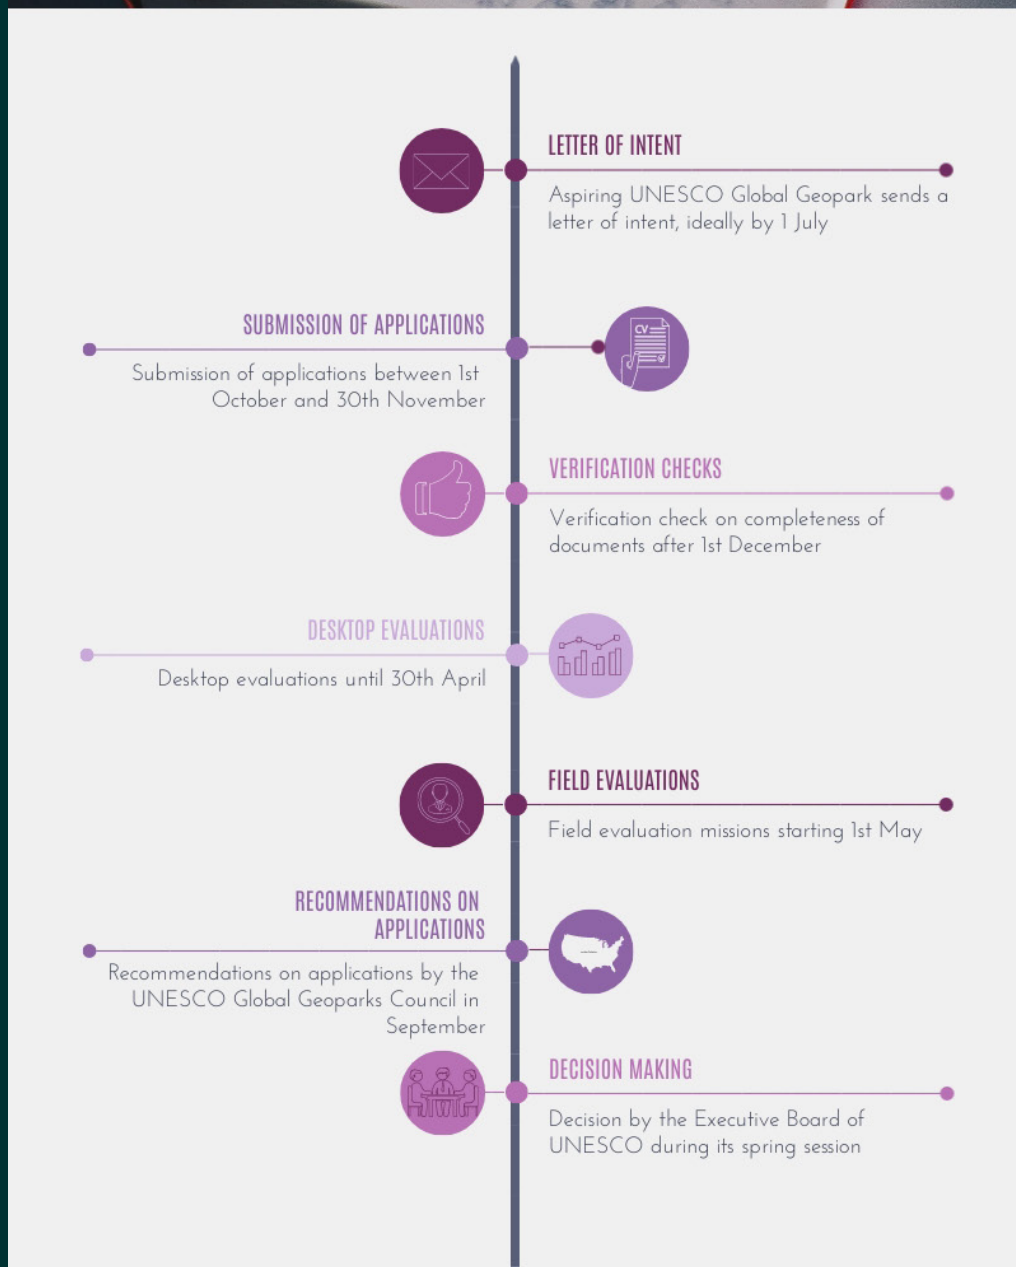 LETTER OF INTENT
Aspiring UNESCO Global Geopark sends a
letter of intent, ideally by 1 July
SUBMISSION OF APPLICATIONS
CV
Submission of applications between 1st
October and 30th November
VERIFICATION CHECKS
Verification check on completeness of
documents after 1st December
DESKTOP EVALUATIONS
Desktop evaluations until 30th April
FIELD EVALUATIONS
Field evaluation missions starting 1st May
RECOMMENDATIONS ON
APPLICATIONS
Recommendations on applications by the
UNESCO Global Geoparks Council in
September
DECISION MAKING
Decision by the Executive Board of
UNESCO during its spring session